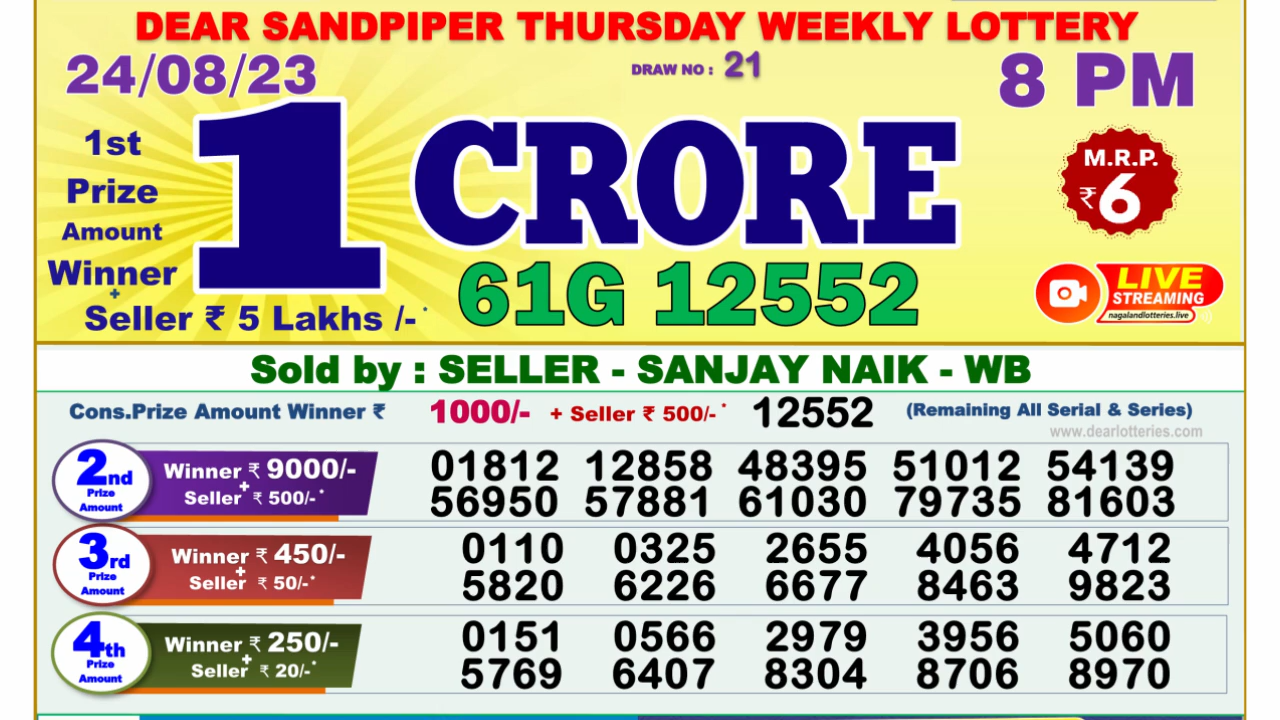 DEAR SANDPIPER THURSDAY WEEKLY LOTTERY
24/08/23
DRAW NO : 21
8 PM
1st
Prize
Amount
Winner
+
Seller ₹ 5 Lakhs /-*
1 CRORE
61G 12552
M.R.P.
₹6
LIVE
STREAMING
nagalandlotteries.live
Sold by : SELLER - SANJAY NAIK - WB
Cons.Prize Amount Winner ₹ 1000/- + Seller ₹ 500/-* 12552 (Remaining All Serial & Series)
www.dearlotteries.com
2nd
Prize
Amount
Winner ₹ 9000/-
+
Seller ₹ 500/-*
01812 12858 48395 51012 54139
56950 57881 61030 79735 81603
3rd
Prize
Amount
Winner ₹ 450/-
+
Seller ₹ 50/-*
0110 0325 2655 4056 4712
5820 6226 6677 8463 9823
4th
Prize
Amount
Winner ₹ 250/-
+
Seller ₹ 20/-*
0151 0566 2979 3956 5060
5769 6407 8304 8706 8970